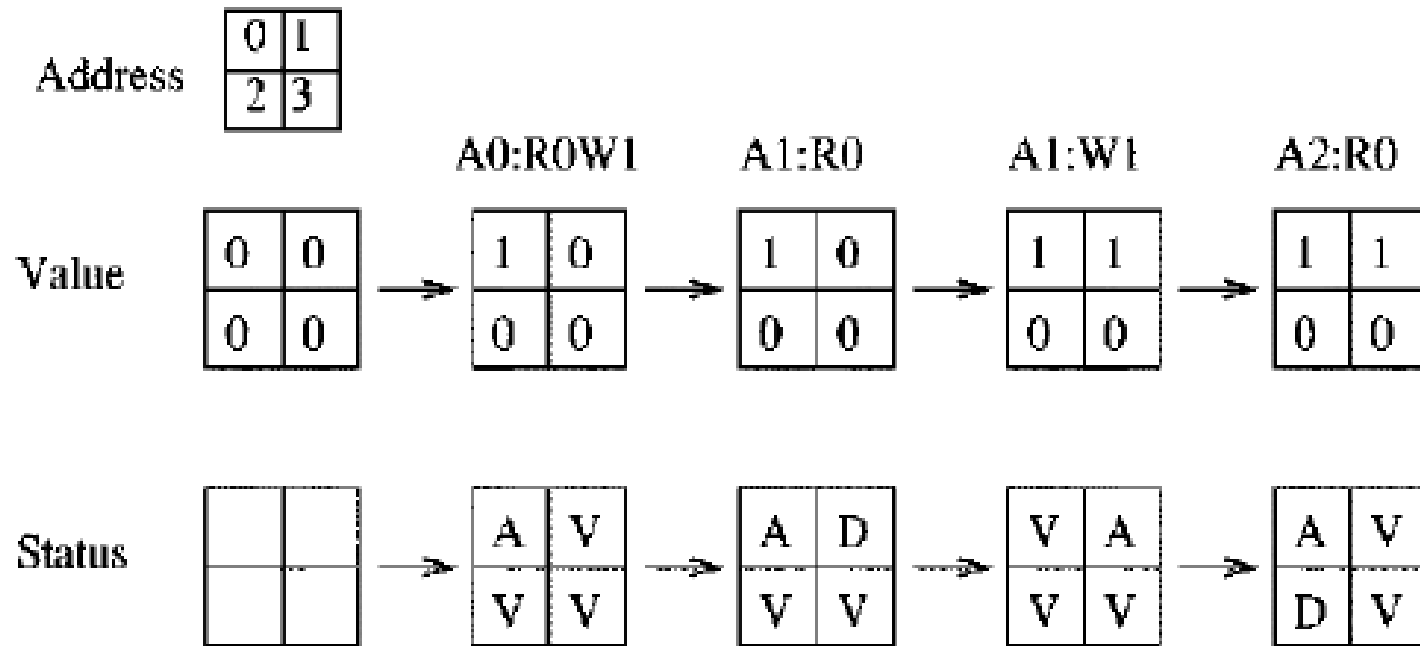 0 1
Address
2 3
A0:R0W1 A1:R0 A1:W1 A2:R0
0 0 1 0 1 0 1 1 1 1
Value
0 0 0 0 0 0 0 0 0 0
A V A D V A A V
Status
V V V V V V D V